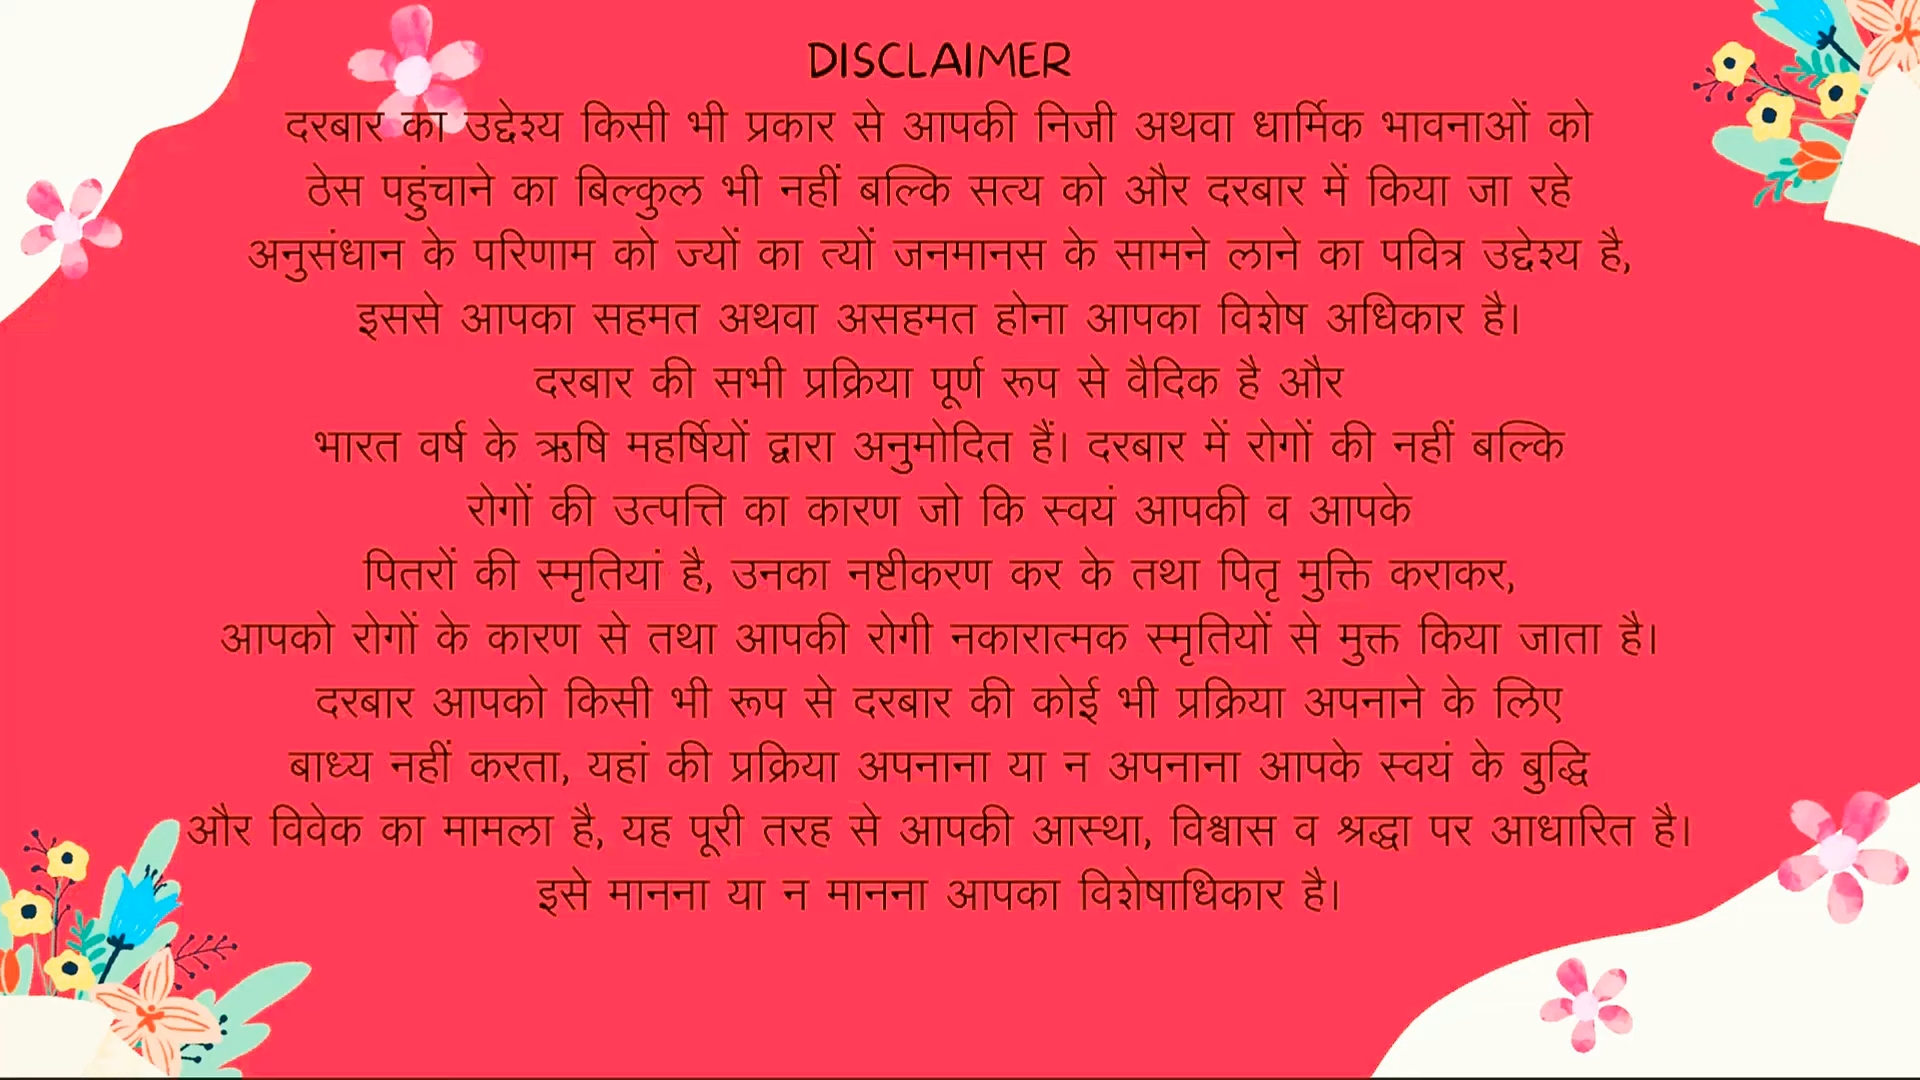 DISCLAIMER
दरबार का उद्देश्य किसी भी प्रकार से आपकी निजी अथवा धार्मिक भावनाओं को
ठेस पहुंचाने का बिल्कुल भी नहीं बल्कि सत्य को और दरबार में किया जा रहे
अनुसंधान के परिणाम को ज्यों का त्यों जनमानस के सामने लाने का पवित्र उद्देश्य है,
इससे आपका सहमत अथवा असहमत होना आपका विशेष अधिकार है।
दरबार की सभी प्रक्रिया पूर्ण रूप से वैदिक है और
भारत वर्ष के ऋषि महर्षियों द्वारा अनुमोदित हैं। दरबार में रोगों की नहीं बल्कि
रोगों की उत्पत्ति का कारण जो कि स्वयं आपकी व आपके
पितरों की स्मृतियां है, उनका नष्टीकरण कर के तथा पितृ मुक्ति कराकर,
आपको रोगों के कारण से तथा आपकी रोगी नकारात्मक स्मृतियों से मुक्त किया जाता है।
दरबार आपको किसी भी रूप से दरबार की कोई भी प्रक्रिया अपनाने के लिए
बाध्य नहीं करता, यहां की प्रक्रिया अपनाना या न अपनाना आपके स्वयं के बुद्धि
और विवेक का मामला है, यह पूरी तरह से आपकी आस्था, विश्वास व श्रद्धा पर आधारित है।
इसे मानना या न मानना आपका विशेषाधिकार है।